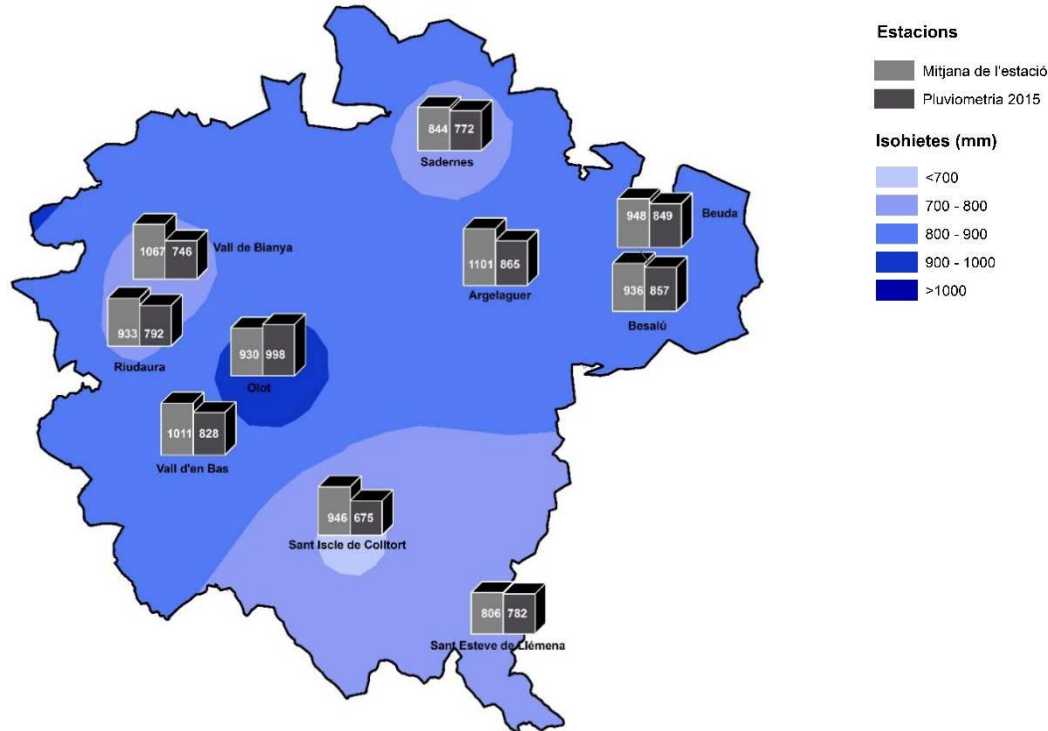 844 772
Sadernes
948 849
Beuda
1067 746
Vall de Bianya
1101 865
Argelaguer
936 857
Besalú
933 792
Riudaura
930 998
Olot
1011 828
Vall d'en Bas
946 675
Sant Iscle de Colltort
806 782
Sant Esteve de Llémena
Estacions
Mitjana de l'estació
Pluviometria 2015
Isohietes (mm)
<700
700 - 800
800 - 900
900 - 1000
>1000